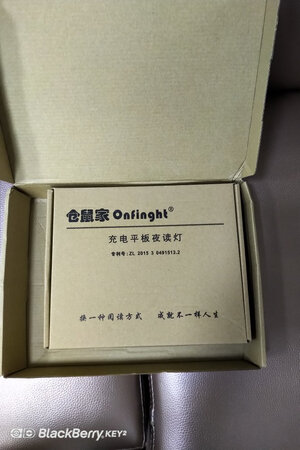 仓鼠家 Onfinght®
充电平板夜读灯
专利号:ZL 2015 3 0491513.2
换一种阅读方式 成就不一样人生
BlackBerry KEY2